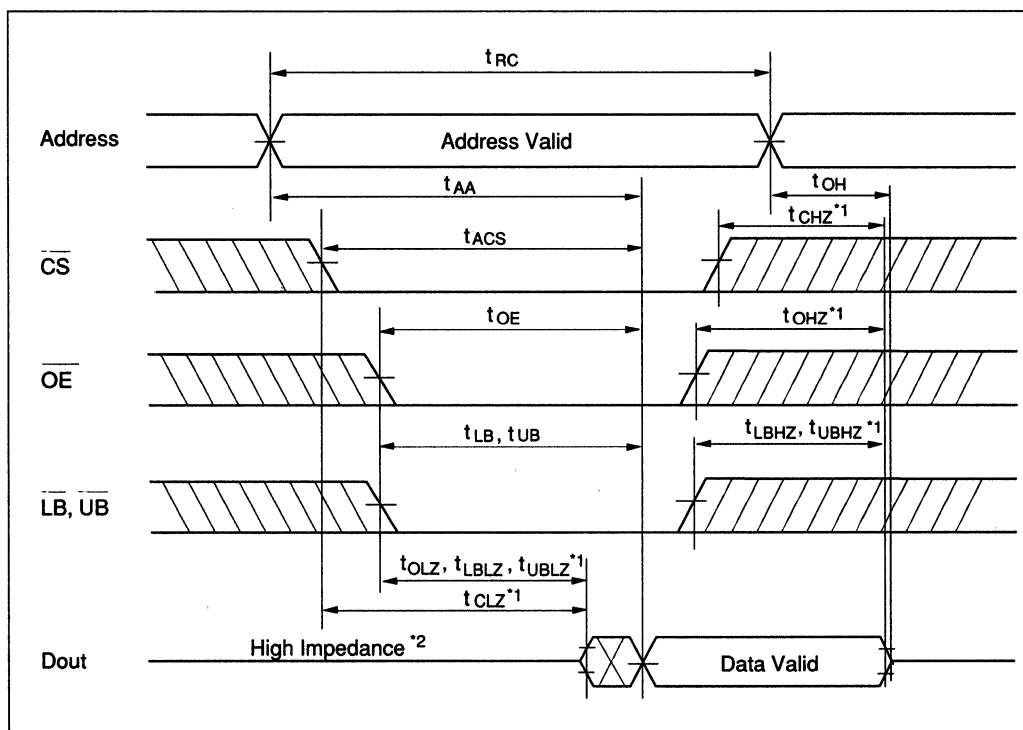 tRC
Address
Address Valid
tAA
tOH
tCHZ*1
tACS
CS
tOE
tOHZ*1
OE
tLB, tUB
tLBHZ, tUBHZ*1
LB, UB
tOLZ, tLBLZ, tUBLZ*1
tCLZ*1
High Impedance *2
Dout
Data Valid